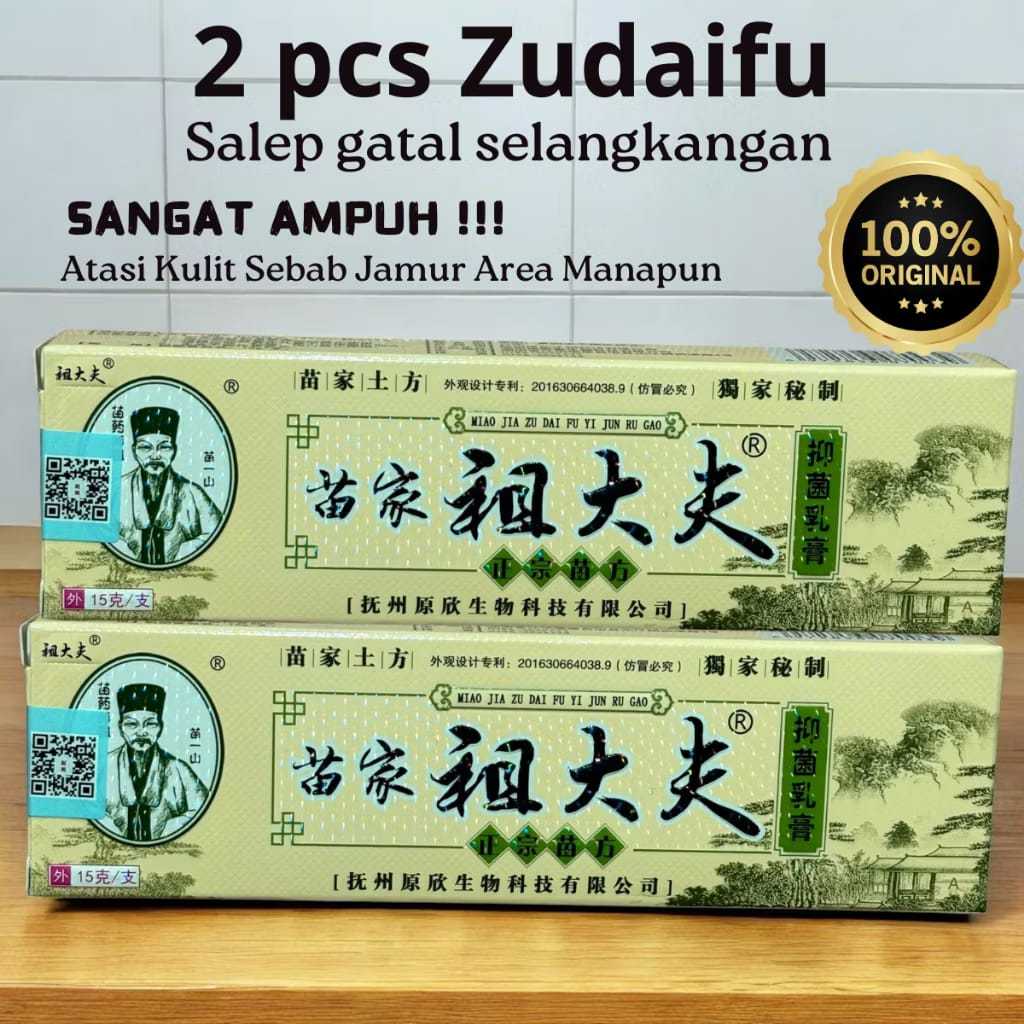 2 pcs Zudaifu
Salep gatal selangkangan
SANGAT AMPUH !!!
Atasi Kulit Sebab Jamur Area Manapun
100%
ORIGINAL
祖大夫®
®
苗家土方
外观设计专利：201630664038.9（仿冒必究）
獨家秘制
苗药
苗一山
MIAO JIA ZU DAI FU YI JUN RU GAO
苗家祖大夫®
抑菌乳膏
正宗苗方
外 15克/支
[抚州原欣生物科技有限公司]
A
祖大夫®
®
苗家土方
外观设计专利：201630664038.9（仿冒必究）
獨家秘制
苗药
苗一山
MIAO JIA ZU DAI FU YI JUN RU GAO
苗家祖大夫®
抑菌乳膏
正宗苗方
外 15克/支
[抚州原欣生物科技有限公司]
A